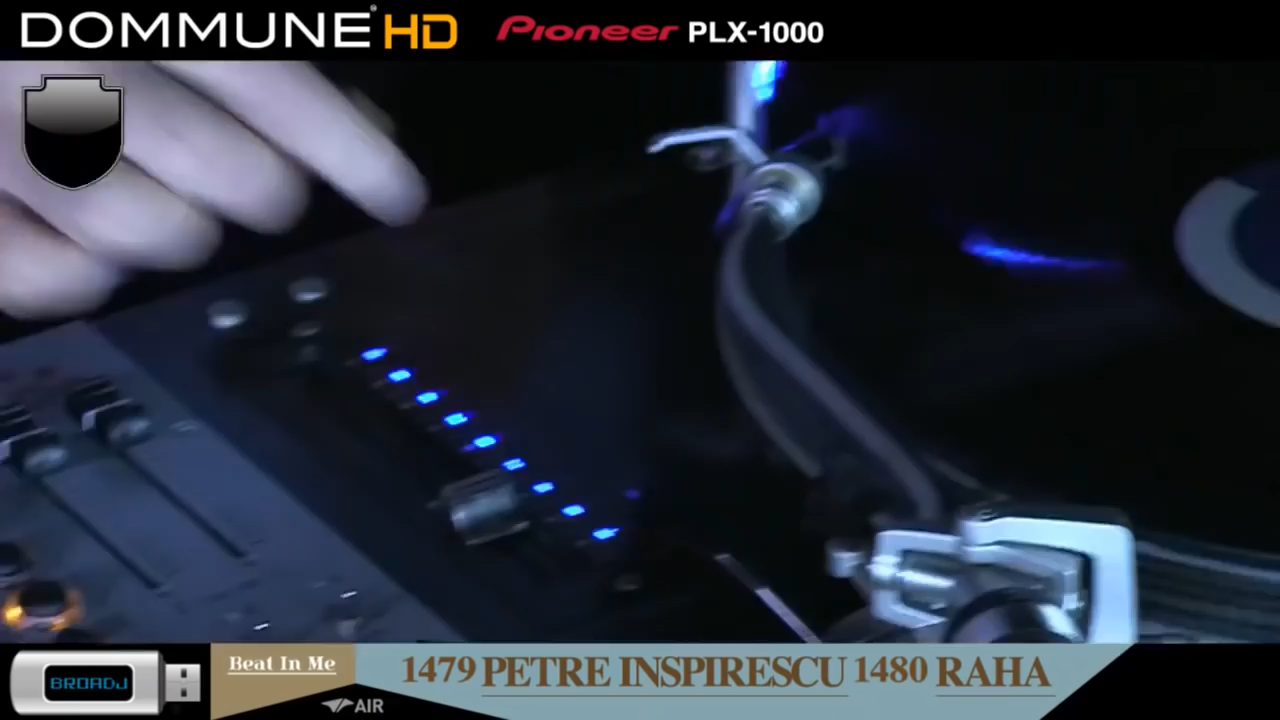 DOMMUNE HD Pioneer PLX-1000
BROADJ
Beat In Me
1479 PETRE INSPIRESCU 1480 RAHA
AIR